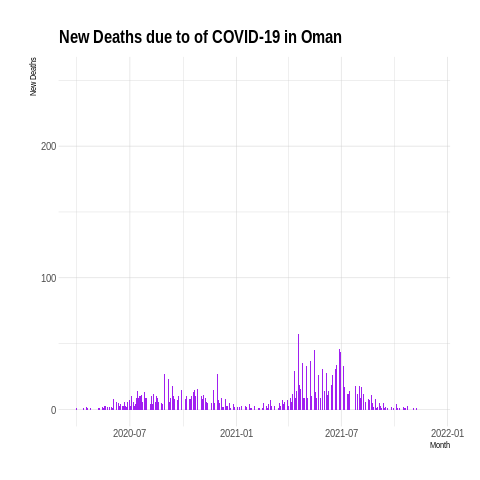 New Deaths due to of COVID-19 in Oman
New Deaths
200
100
0
2020-07 2021-01 2021-07 2022-01
Month